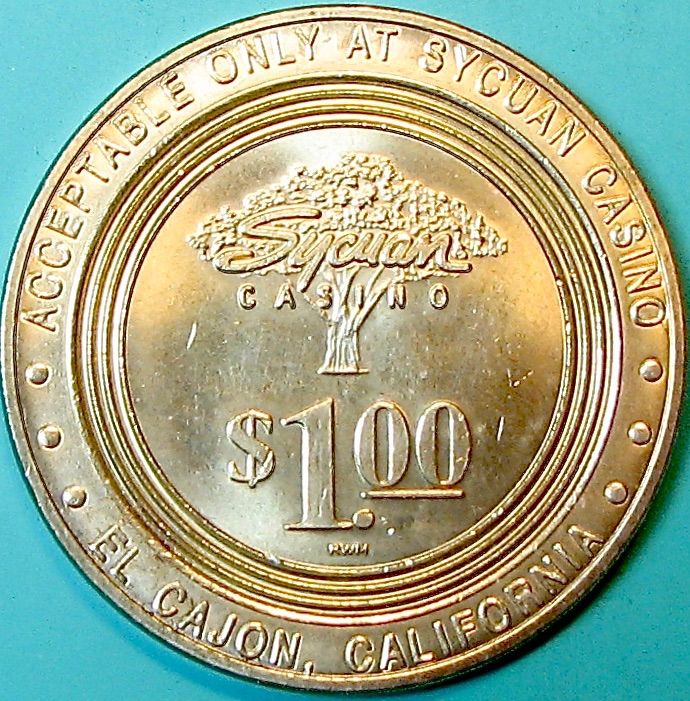 ACCEPTABLE ONLY AT SYCUAN CASINO
Sycuan
CASINO
$1.00
RWM
EL CAJON, CALIFORNIA